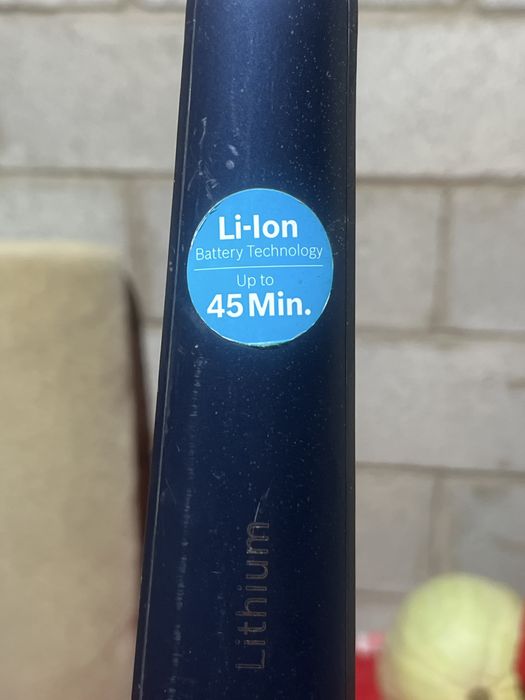 Li-Ion
Battery Technology
Up to
45 Min.
Lithium